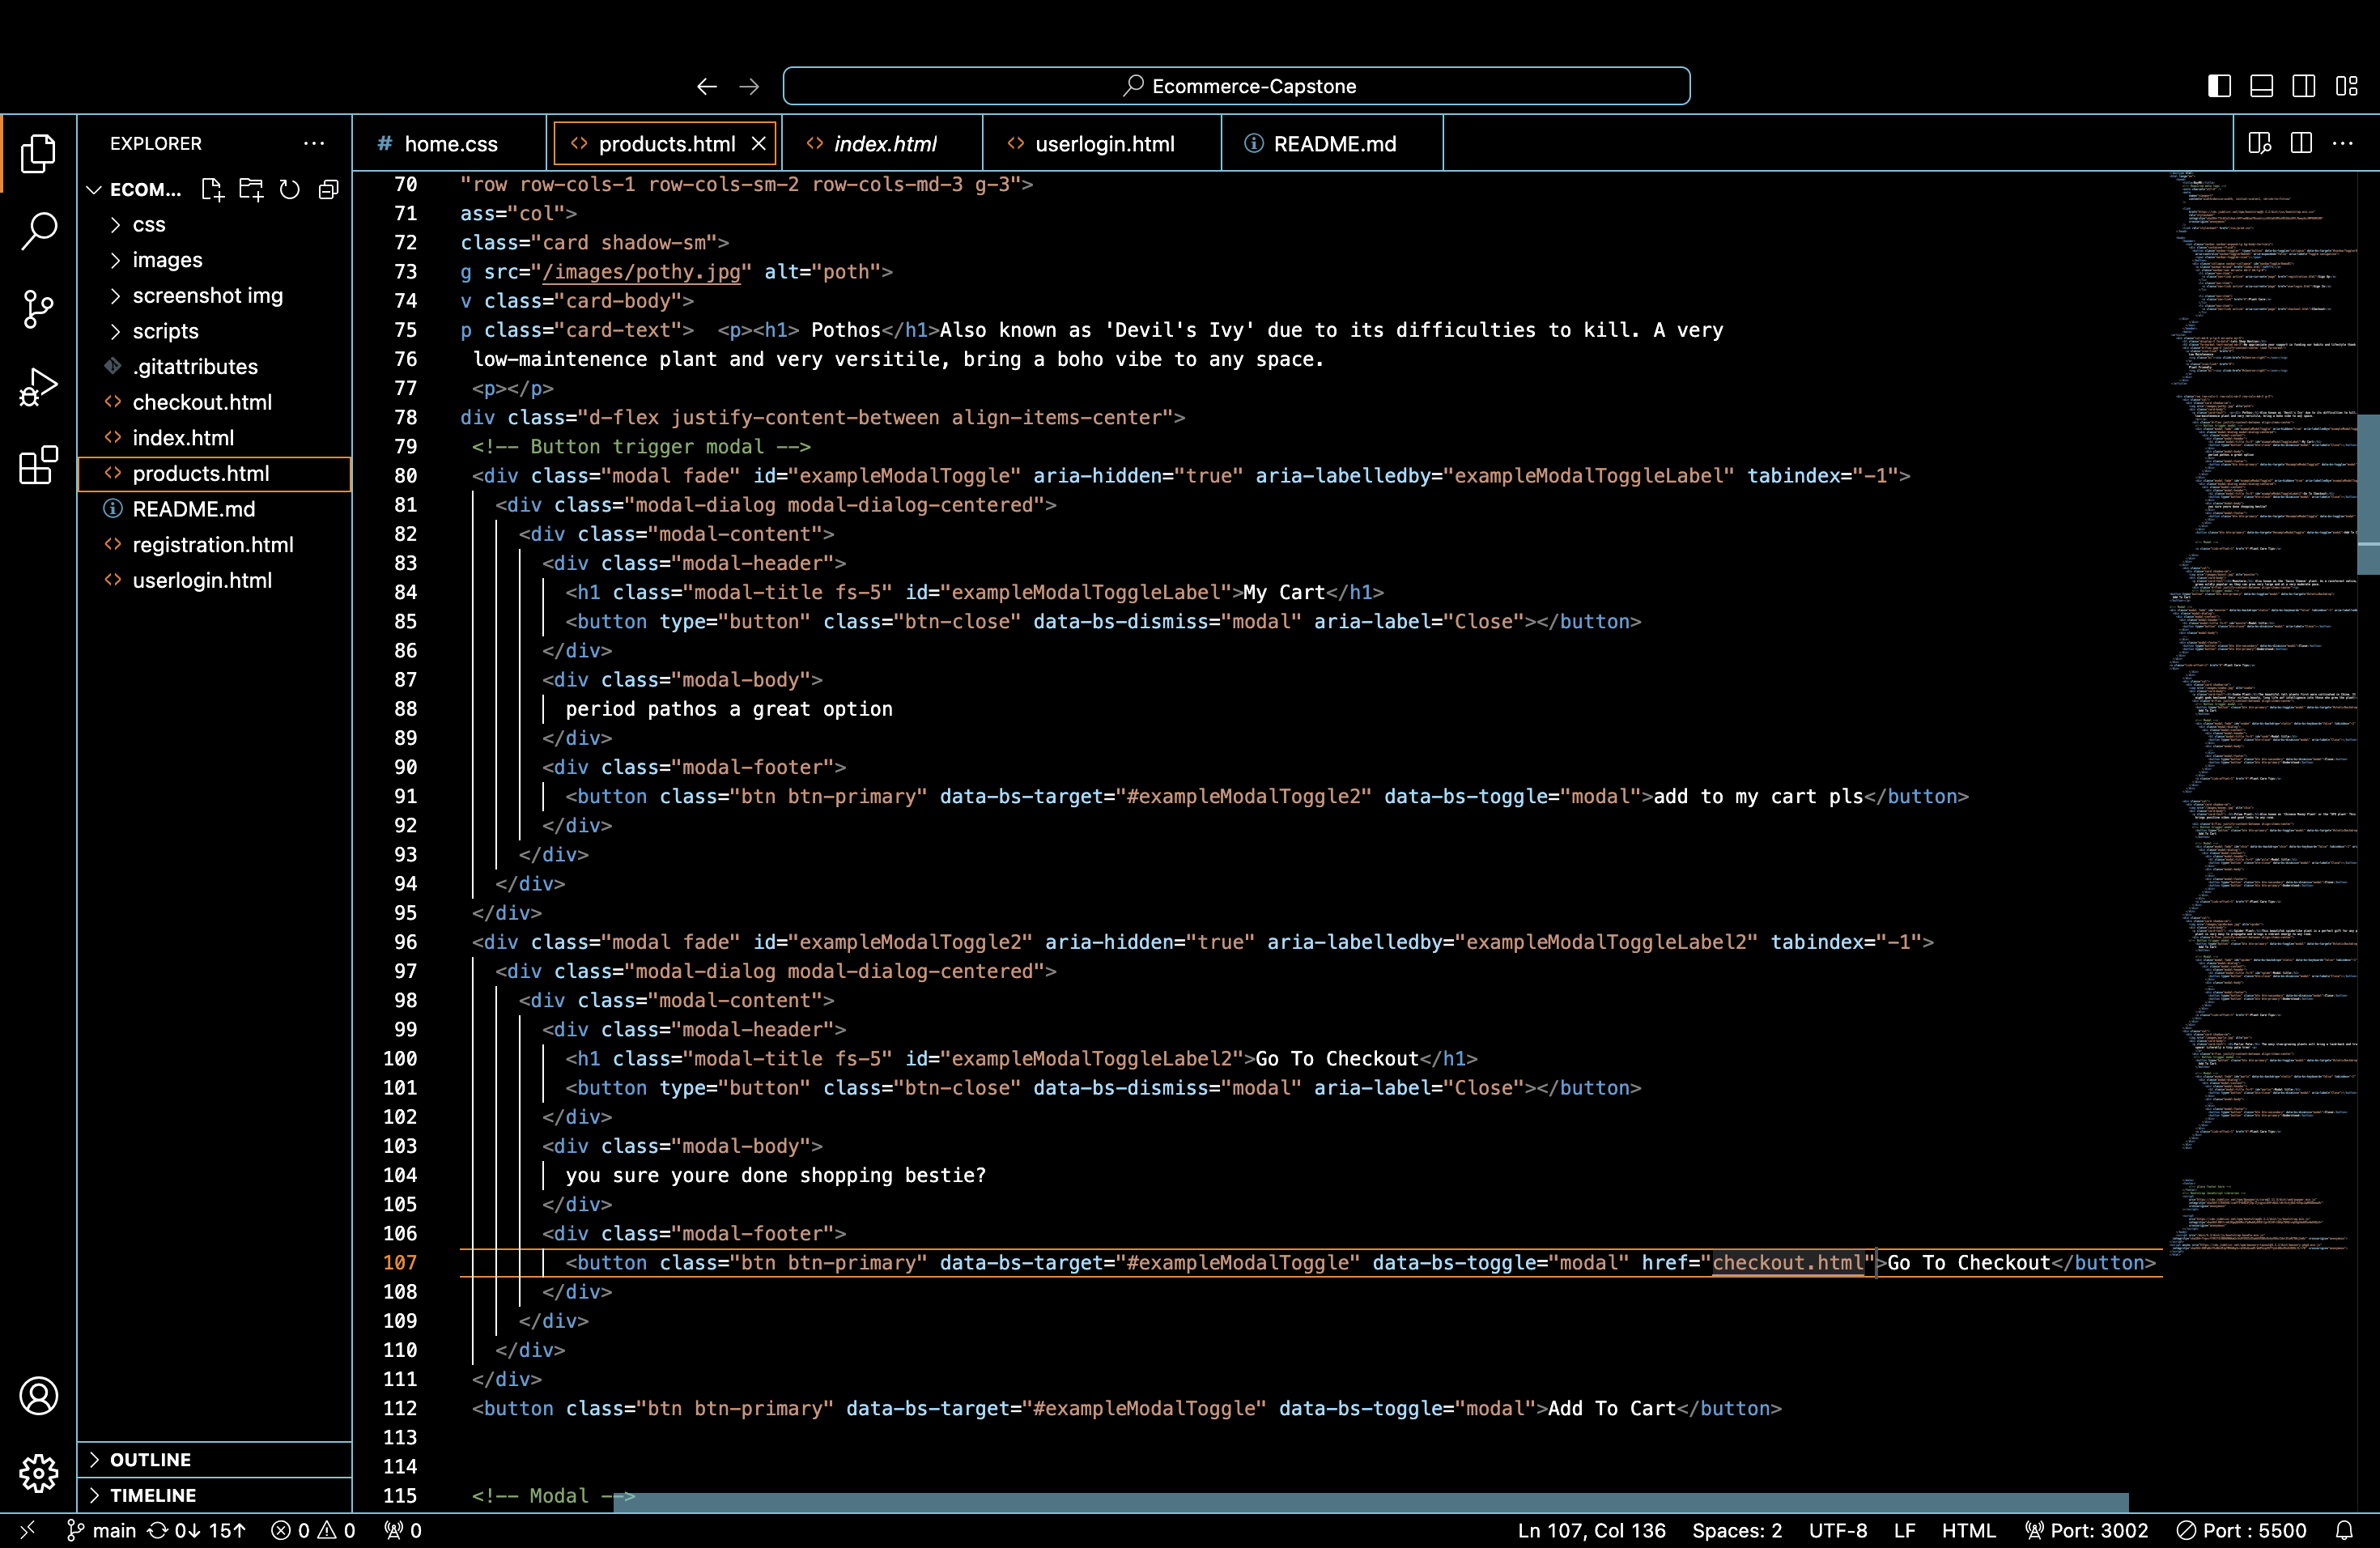 Ecommerce-Capstone
EXPLORER
ECOM...
css
images
screenshot img
scripts
.gitattributes
checkout.html
index.html
products.html
README.md
registration.html
userlogin.html
OUTLINE
TIMELINE
# home.css
products.html
index.html
userlogin.html
README.md
70 "row row-cols-1 row-cols-sm-2 row-cols-md-3 g-3">
71 ass="col">
72 class="card shadow-sm">
73 g src="/images/pothy.jpg" alt="poth">
74 v class="card-body">
75 p class="card-text">  <p><h1> Pothos</h1>Also known as 'Devil's Ivy' due to its difficulties to kill. A very
76 low-maintenence plant and very versitile, bring a boho vibe to any space.
77 <p></p>
78 div class="d-flex justify-content-between align-items-center">
79 <!-- Button trigger modal -->
80 <div class="modal fade" id="exampleModalToggle" aria-hidden="true" aria-labelledby="exampleModalToggleLabel" tabindex="-1">
81 <div class="modal-dialog modal-dialog-centered">
82 <div class="modal-content">
83 <div class="modal-header">
84 <h1 class="modal-title fs-5" id="exampleModalToggleLabel">My Cart</h1>
85 <button type="button" class="btn-close" data-bs-dismiss="modal" aria-label="Close"></button>
86 </div>
87 <div class="modal-body">
88 period pathos a great option
89 </div>
90 <div class="modal-footer">
91 <button class="btn btn-primary" data-bs-target="#exampleModalToggle2" data-bs-toggle="modal">add to my cart pls</button>
92 </div>
93 </div>
94 </div>
95 </div>
96 <div class="modal fade" id="exampleModalToggle2" aria-hidden="true" aria-labelledby="exampleModalToggleLabel2" tabindex="-1">
97 <div class="modal-dialog modal-dialog-centered">
98 <div class="modal-content">
99 <div class="modal-header">
100 <h1 class="modal-title fs-5" id="exampleModalToggleLabel2">Go To Checkout</h1>
101 <button type="button" class="btn-close" data-bs-dismiss="modal" aria-label="Close"></button>
102 </div>
103 <div class="modal-body">
104 you sure youre done shopping bestie?
105 </div>
106 <div class="modal-footer">
107 <button class="btn btn-primary" data-bs-target="#exampleModalToggle" data-bs-toggle="modal" href="checkout.html">Go To Checkout</button>
108 </div>
109 </div>
110 </div>
111 </div>
112 <button class="btn btn-primary" data-bs-target="#exampleModalToggle" data-bs-toggle="modal">Add To Cart</button>
113
114
115 <!-- Modal -->
main 0↓ 15↑ 0 0 0
Ln 107, Col 136 Spaces: 2 UTF-8 LF HTML Port: 3002 Port : 5500